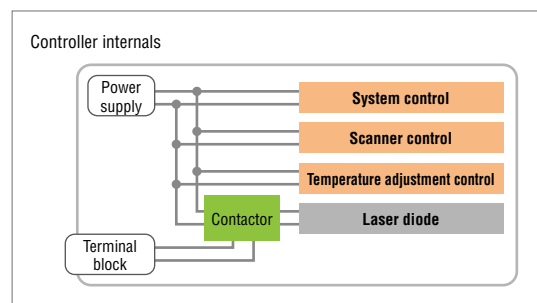 Controller internals
Power
supply
System control
Scanner control
Temperature adjustment control
Contactor
Laser diode
Terminal
block